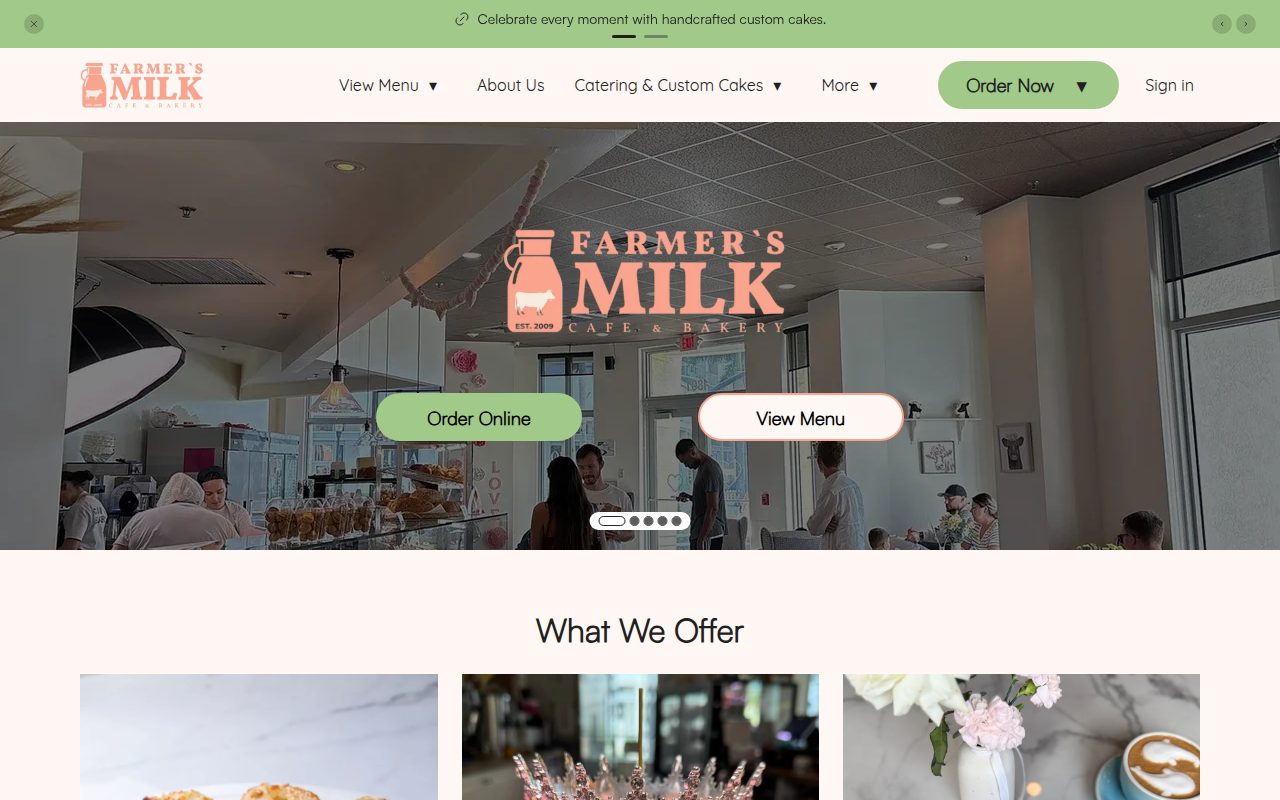 Celebrate every moment with handcrafted custom cakes.
FARMER`S
MILK
CAFE & BAKERY
View Menu ▼
About Us
Catering & Custom Cakes ▼
More ▼
Order Now ▼
Sign in
FARMER`S
MILK
EST. 2009
CAFE & BAKERY
Order Online
View Menu
What We Offer